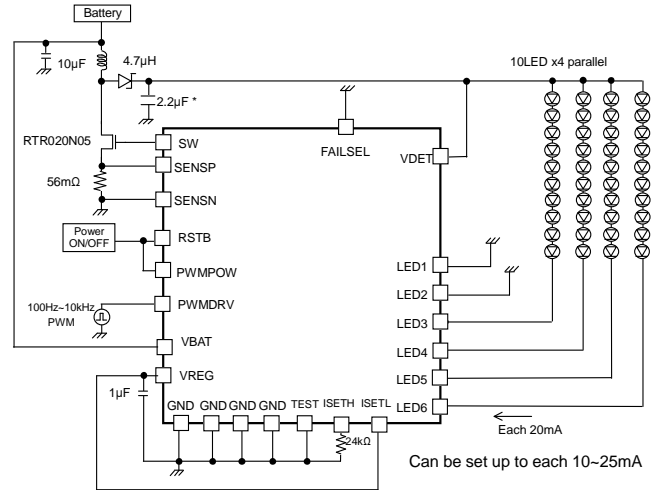 Battery
10µF
4.7µH
10LED x4 parallel
2.2µF *
RTR020N05
SW
FAILSEL
VDET
SENSP
56mΩ
SENSN
Power
ON/OFF
RSTB
PWMPOW
LED1
LED2
100Hz~10kHz
PWM
PWMDRV
LED3
VBAT
LED4
VREG
LED5
1µF
GND GND GND GND TEST ISETH ISETL
LED6
24kΩ
Each 20mA
Can be set up to each 10~25mA